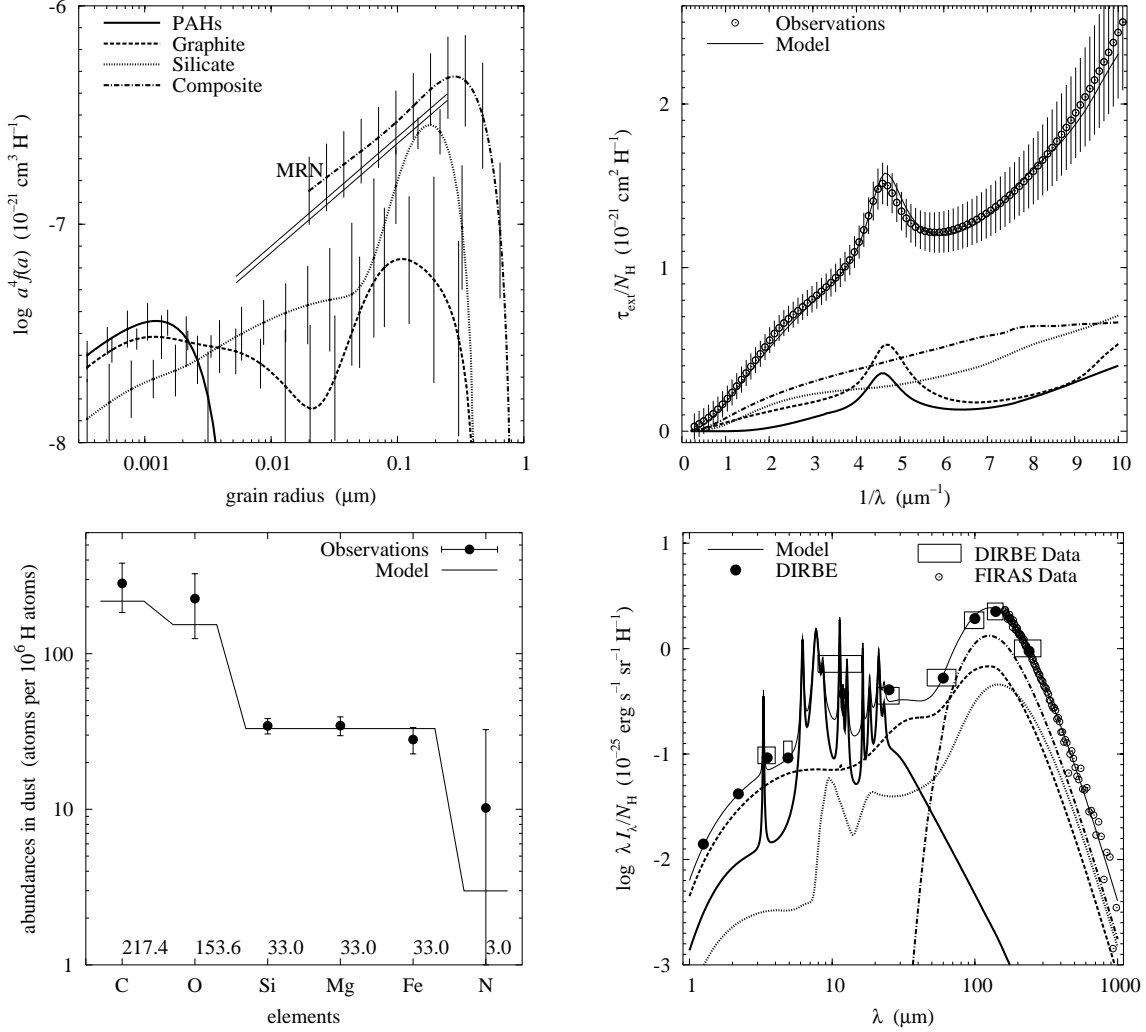 PAHs
Graphite
Silicate
Composite
MRN
-6
-7
-8
log a⁴f(a) (10⁻²¹ cm³ H⁻¹)
0.001
0.01
0.1
1
grain radius (μm)
Observations
Model
2
1
0
τext/NH (10⁻²¹ cm² H⁻¹)
0
1
2
3
4
5
6
7
8
9
10
1/λ (μm⁻¹)
Observations
Model
100
10
1
abundances in dust (atoms per 10⁶ H atoms)
217.4
153.6
33.0
33.0
33.0
3.0
C
O
Si
Mg
Fe
N
elements
Model
DIRBE
DIRBE Data
FIRAS Data
1
0
-1
-2
-3
log λ Iλ/NH (10⁻²⁵ erg s⁻¹ sr⁻¹ H⁻¹)
1
10
100
1000
λ (μm)